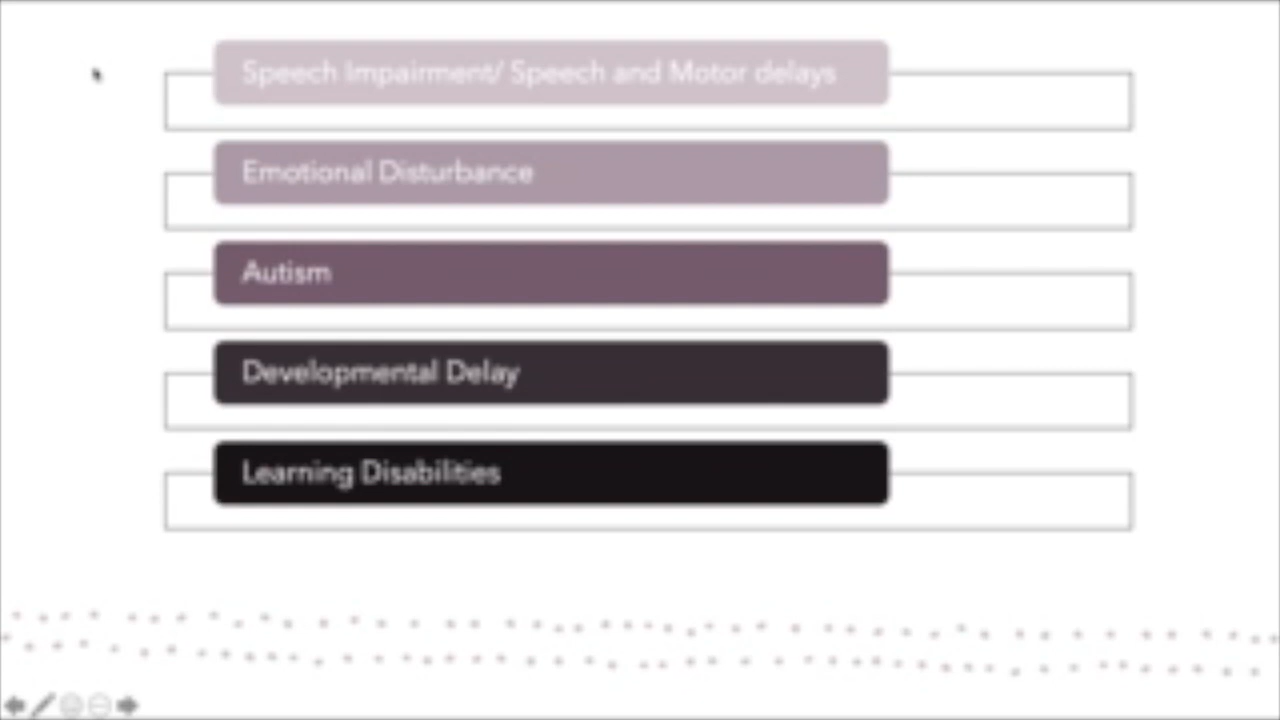 Speech Impairment/ Speech and Motor delays
Emotional Disturbance
Autism
Developmental Delay
Learning Disabilities